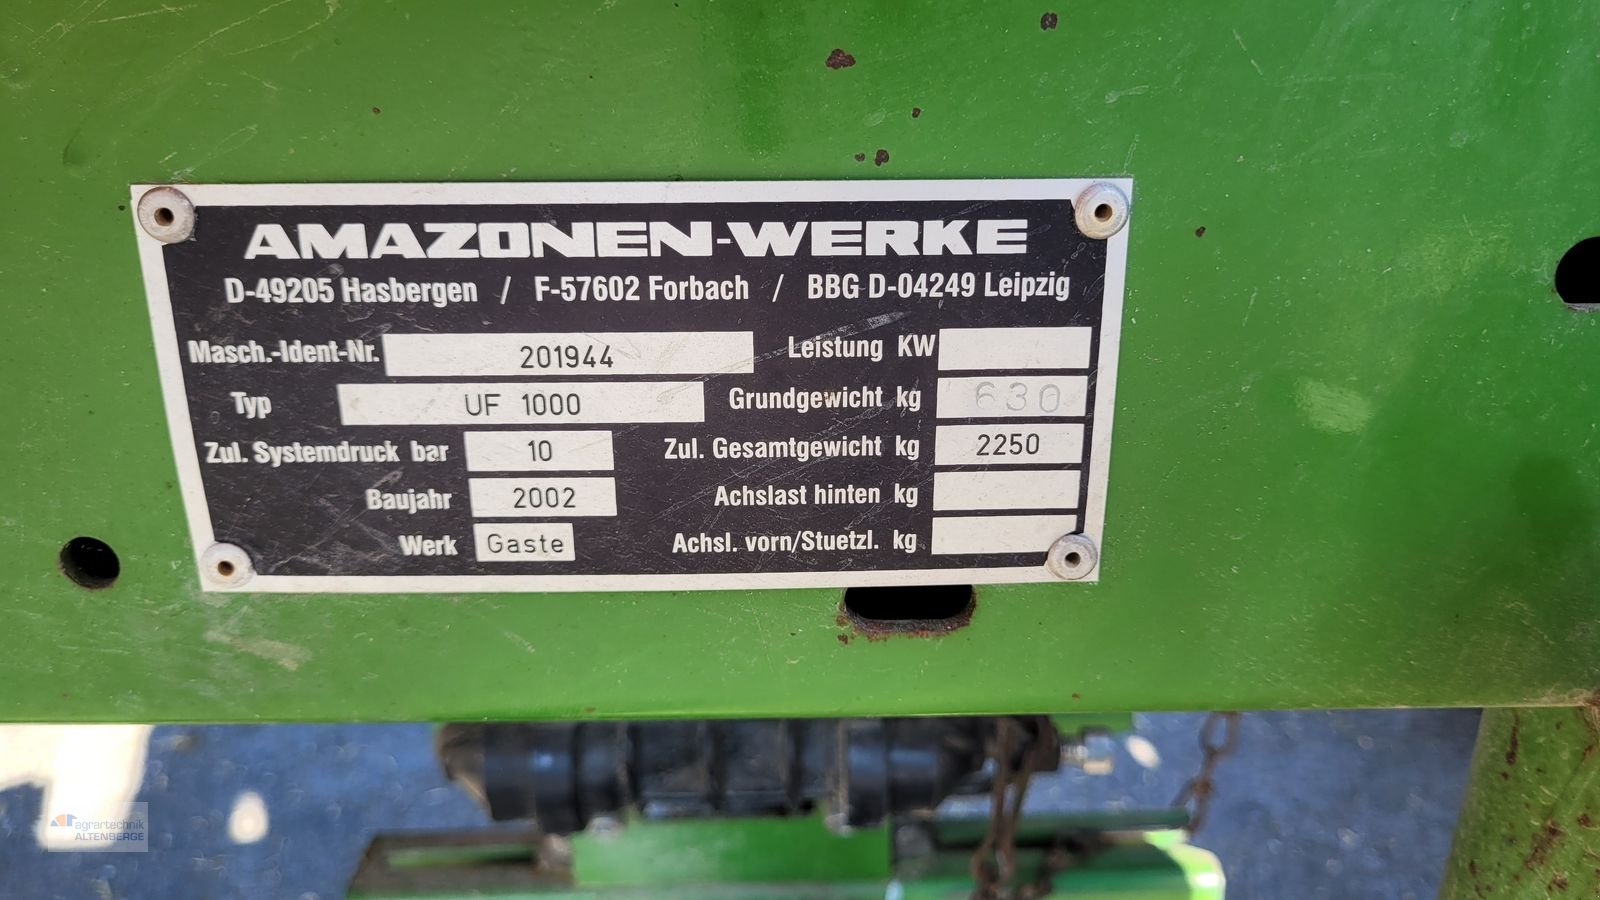 AMAZONEN-WERKE
D-49205 Hasbergen / F-57602 Forbach / BBG D-04249 Leipzig
Masch.-Ident-Nr. 201944
Typ UF 1000
Zul. Systemdruck bar 10
Baujahr 2002
Werk Gaste
Leistung KW
Grundgewicht kg 630
Zul. Gesamtgewicht kg 2250
Achslast hinten kg
Achsl. vorn/Stuetzl. kg
agrartechnik
ALTENBERGE